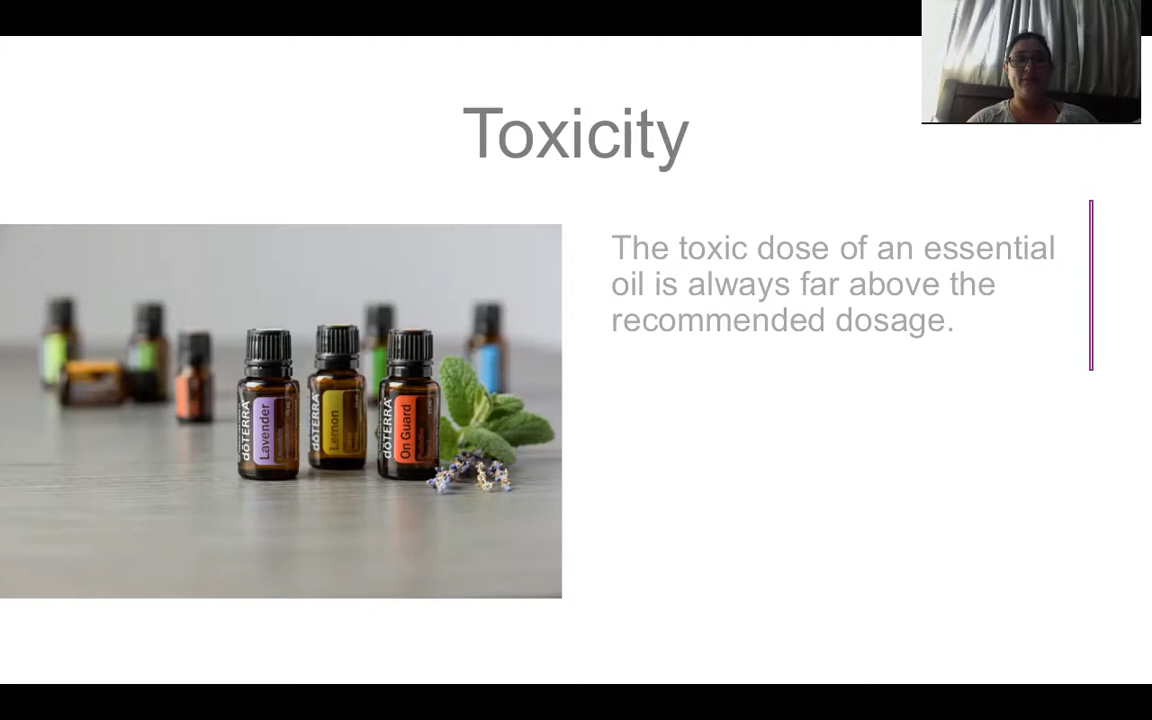 Toxicity
The toxic dose of an essential
oil is always far above the
recommended dosage.
dōTERRA
Lavender
dōTERRA
Lemon
dōTERRA
On Guard